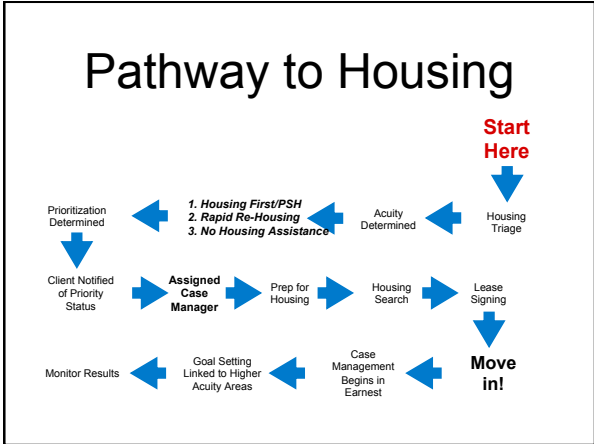 Pathway to Housing
Start
Here
Housing
Triage
Acuity
Determined
1. Housing First/PSH
2. Rapid Re-Housing
3. No Housing Assistance
Prioritization
Determined
Client Notified
of Priority
Status
Assigned
Case
Manager
Prep for
Housing
Housing
Search
Lease
Signing
Move
in!
Case
Management
Begins in
Earnest
Goal Setting
Linked to Higher
Acuity Areas
Monitor Results